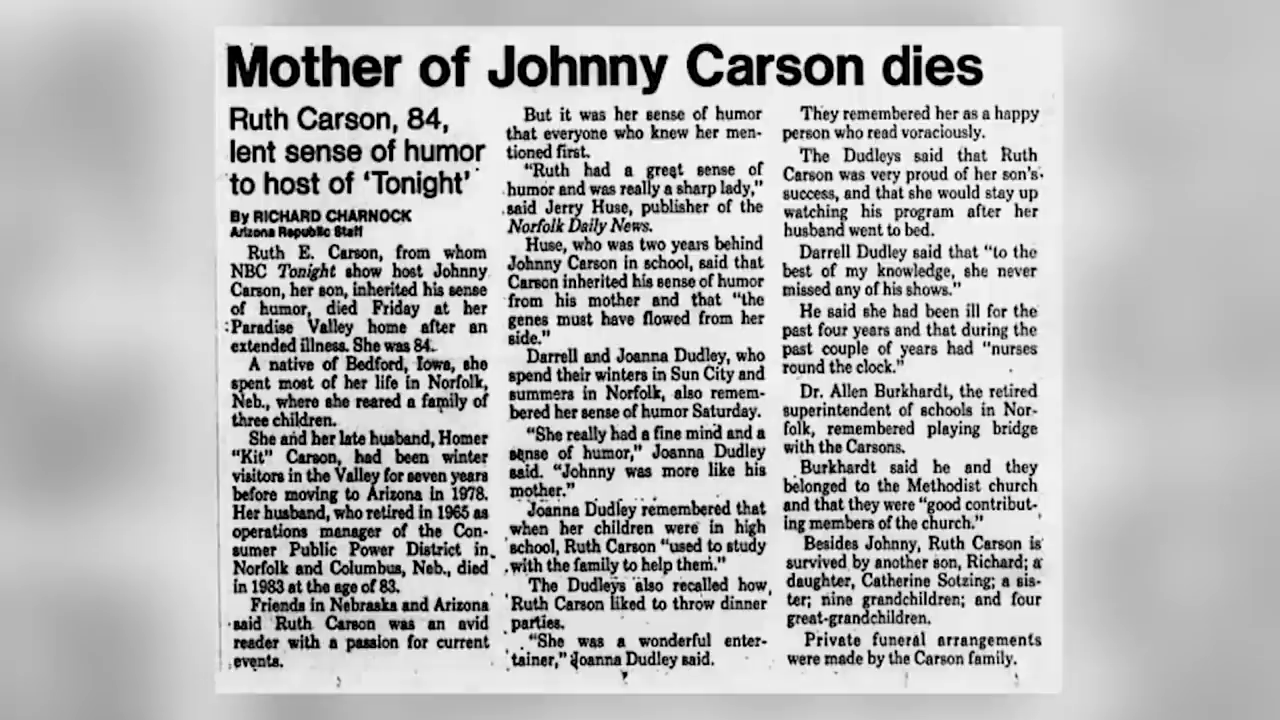 Mother of Johnny Carson dies
Ruth Carson, 84,
lent sense of humor
to host of ‘Tonight’
By RICHARD CHARNOCK
Arizona Republic Staff
Ruth E. Carson, from whom
NBC Tonight show host Johnny
Carson, her son, inherited his sense
of humor, died Friday at her
Paradise Valley home after an
extended illness. She was 84.
A native of Bedford, Iowa, she
spent most of her life in Norfolk,
Neb., where she reared a family of
three children.
She and her late husband, Homer
“Kit” Carson, had been winter
visitors in the Valley for seven years
before moving to Arizona in 1978.
Her husband, who retired in 1965 as
operations manager of the Con-
sumer Public Power District in
Norfolk and Columbus, Neb., died
in 1983 at the age of 83.
Friends in Nebraska and Arizona
said Ruth Carson was an avid
reader with a passion for current
events.
But it was her sense of humor
that everyone who knew her men-
tioned first.
“Ruth had a great sense of
humor and was really a sharp lady,”
said Jerry Huse, publisher of the
Norfolk Daily News.
Huse, who was two years behind
Johnny Carson in school, said that
Carson inherited his sense of humor
from his mother and that “the
genes must have flowed from her
side.”
Darrell and Joanna Dudley, who
spend their winters in Sun City and
summers in Norfolk, also remem-
bered her sense of humor Saturday.
“She really had a fine mind and a
sense of humor,” Joanna Dudley
said. “Johnny was more like his
mother.”
Joanna Dudley remembered that
when her children were in high
school, Ruth Carson “used to study
with the family to help them.”
The Dudleys also recalled how
Ruth Carson liked to throw dinner
parties.
“She was a wonderful enter-
tainer,” Joanna Dudley said.
They remembered her as a happy
person who read voraciously.
The Dudleys said that Ruth
Carson was very proud of her son’s
success, and that she would stay up
watching his program after her
husband went to bed.
Darrell Dudley said that “to the
best of my knowledge, she never
missed any of his shows.”
He said she had been ill for the
past four years and that during the
past couple of years had “nurses
round the clock.”
Dr. Allen Burkhardt, the retired
superintendent of schools in Nor-
folk, remembered playing bridge
with the Carsons.
Burkhardt said he and they
belonged to the Methodist church
and that they were “good contribut-
ing members of the church.”
Besides Johnny, Ruth Carson is
survived by another son, Richard; a
daughter, Catherine Sotzing; a sis-
ter; nine grandchildren; and four
great-grandchildren.
Private funeral arrangements
were made by the Carson family.